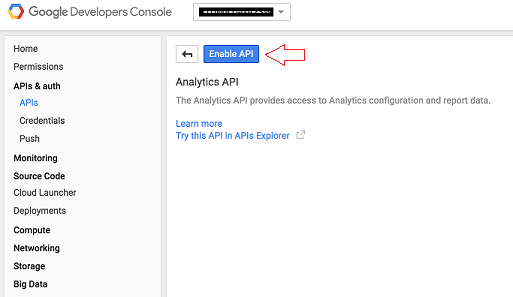 Google Developers Console
Home
Permissions
APIs & auth
APIs
Credentials
Push
Monitoring
Source Code
Cloud Launcher
Deployments
Compute
Networking
Storage
Big Data
Enable API
Analytics API
The Analytics API provides access to Analytics configuration and report data.
Learn more
Try this API in APIs Explorer